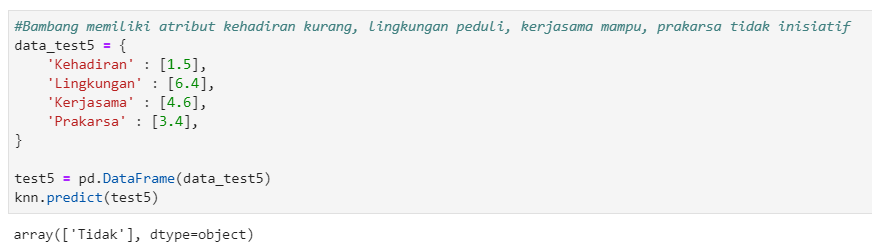 #Bambang memiliki atribut kehadiran kurang, lingkungan peduli, kerjasama mampu, prakarsa tidak inisiatif
data_test5 = {
    'Kehadiran' : [1.5],
    'Lingkungan' : [6.4],
    'Kerjasama' : [4.6],
    'Prakarsa' : [3.4],
}
test5 = pd.DataFrame(data_test5)
knn.predict(test5)
array(['Tidak'], dtype=object)